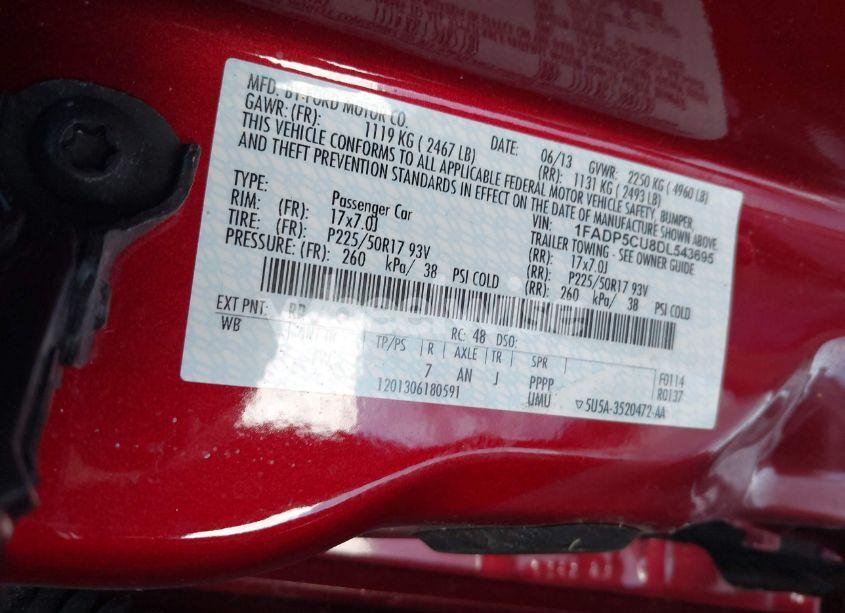 MFD. BY FORD MOTOR CO.
DATE: 06/13 GVWR: 2250 KG ( 4960 LB)
GAWR: (FR): 1119 KG ( 2467 LB) (RR): 1131 KG ( 2493 LB)
THIS VEHICLE CONFORMS TO ALL APPLICABLE FEDERAL MOTOR VEHICLE SAFETY, BUMPER,
AND THEFT PREVENTION STANDARDS IN EFFECT ON THE DATE OF MANUFACTURE SHOWN ABOVE.
VIN: 1FADP5CU8DL543695
TYPE: Passenger Car TRAILER TOWING - SEE OWNER GUIDE
RIM: (FR): 17x7.0J (RR): 17x7.0J
TIRE: (FR): P225/50R17 93V (RR): P225/50R17 93V
PRESSURE: (FR): 260 kPa/ 38 PSI COLD (RR): 260 kPa/ 38 PSI COLD
EXT PNT: RR RC: 48 DSO:
WB TP/PS R AXLE TR SPR
7 AN J PPPP F0114
1201306180591 UMU R0137
▽5U5A-3520472-AA